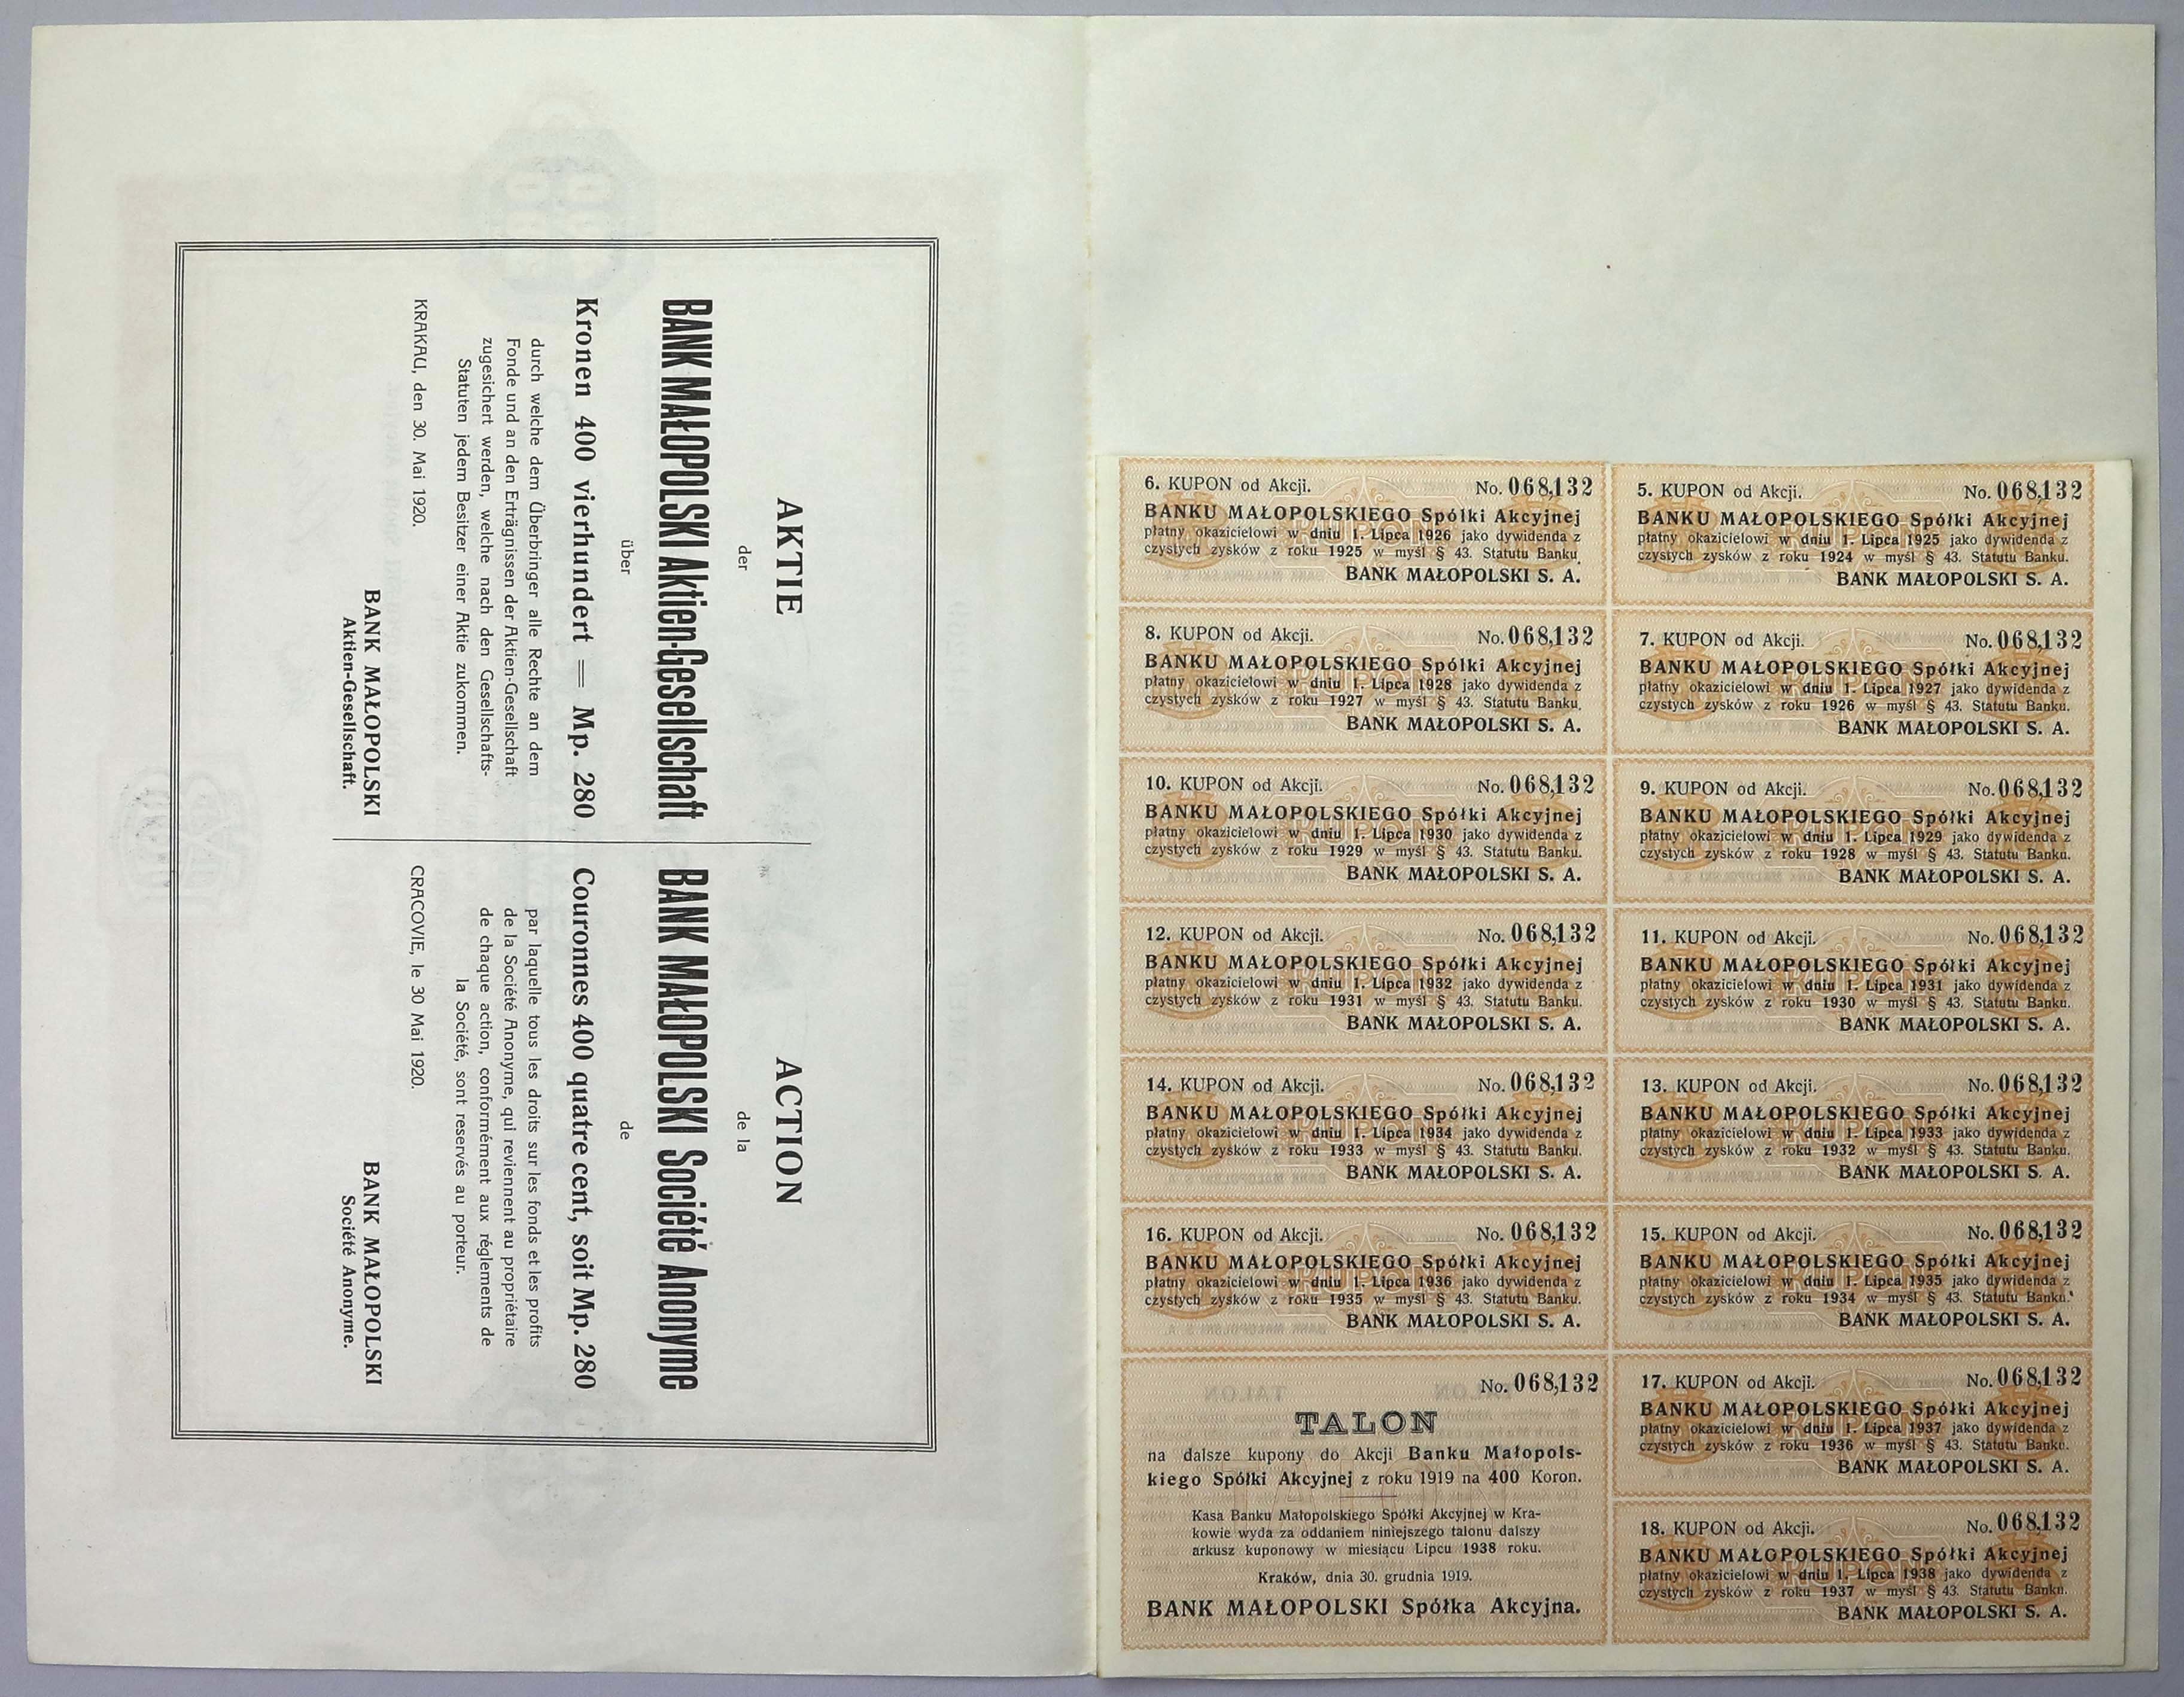 AKTIE
der
BANK MAŁOPOLSKI Aktien-Gesellschaft
über
Kronen 400 vierhundert = Mp. 280
durch welche dem Überbringer alle Rechte an dem
Fonde und an den Erträgnissen der Aktien-Gesellschaft
zugesichert werden, welche nach den Gesellschafts-
Statuten jedem Besitzer einer Aktie zukommen.
KRAKAU, den 30. Mai 1920.
BANK MAŁOPOLSKI
Aktien-Gesellschaft.
ACTION
de la
BANK MAŁOPOLSKI Société Anonyme
de
Couronnes 400 quatre cent, soit Mp. 280
par laquelle tous les droits sur les fonds et les profits
de la Société Anonyme, qui reviennent au propriétaire
de chaque action, conformément aux réglements de
la Société, sont reservés au porteur.
CRACOVIE, le 30 Mai 1920.
BANK MAŁOPOLSKI
Société Anonyme.
6. KUPON od Akcji. No. 068,132
BANKU MAŁOPOLSKIEGO Spółki Akcyjnej
płatny okazicielowi w dniu 1. Lipca 1926 jako dywidenda z
czystych zysków z roku 1925 w myśl § 43. Statutu Banku.
BANK MAŁOPOLSKI S. A.
5. KUPON od Akcji. No. 068,132
BANKU MAŁOPOLSKIEGO Spółki Akcyjnej
płatny okazicielowi w dniu 1. Lipca 1925 jako dywidenda z
czystych zysków z roku 1924 w myśl § 43. Statutu Banku.
BANK MAŁOPOLSKI S. A.
8. KUPON od Akcji. No. 068,132
BANKU MAŁOPOLSKIEGO Spółki Akcyjnej
płatny okazicielowi w dniu 1. Lipca 1928 jako dywidenda z
czystych zysków z roku 1927 w myśl § 43. Statutu Banku.
BANK MAŁOPOLSKI S. A.
7. KUPON od Akcji. No. 068,132
BANKU MAŁOPOLSKIEGO Spółki Akcyjnej
płatny okazicielowi w dniu 1. Lipca 1927 jako dywidenda z
czystych zysków z roku 1926 w myśl § 43. Statutu Banku.
BANK MAŁOPOLSKI S. A.
10. KUPON od Akcji. No. 068,132
BANKU MAŁOPOLSKIEGO Spółki Akcyjnej
płatny okazicielowi w dniu 1. Lipca 1930 jako dywidenda z
czystych zysków z roku 1929 w myśl § 43. Statutu Banku.
BANK MAŁOPOLSKI S. A.
9. KUPON od Akcji. No. 068,132
BANKU MAŁOPOLSKIEGO Spółki Akcyjnej
płatny okazicielowi w dniu 1. Lipca 1929 jako dywidenda z
czystych zysków z roku 1928 w myśl § 43. Statutu Banku.
BANK MAŁOPOLSKI S. A.
12. KUPON od Akcji. No. 068,132
BANKU MAŁOPOLSKIEGO Spółki Akcyjnej
płatny okazicielowi w dniu 1. Lipca 1932 jako dywidenda z
czystych zysków z roku 1931 w myśl § 43. Statutu Banku.
BANK MAŁOPOLSKI S. A.
11. KUPON od Akcji. No. 068,132
BANKU MAŁOPOLSKIEGO Spółki Akcyjnej
płatny okazicielowi w dniu 1. Lipca 1931 jako dywidenda z
czystych zysków z roku 1930 w myśl § 43. Statutu Banku.
BANK MAŁOPOLSKI S. A.
14. KUPON od Akcji. No. 068,132
BANKU MAŁOPOLSKIEGO Spółki Akcyjnej
płatny okazicielowi w dniu 1. Lipca 1934 jako dywidenda z
czystych zysków z roku 1933 w myśl § 43. Statutu Banku.
BANK MAŁOPOLSKI S. A.
13. KUPON od Akcji. No. 068,132
BANKU MAŁOPOLSKIEGO Spółki Akcyjnej
płatny okazicielowi w dniu 1. Lipca 1933 jako dywidenda z
czystych zysków z roku 1932 w myśl § 43. Statutu Banku.
BANK MAŁOPOLSKI S. A.
16. KUPON od Akcji. No. 068,132
BANKU MAŁOPOLSKIEGO Spółki Akcyjnej
płatny okazicielowi w dniu 1. Lipca 1936 jako dywidenda z
czystych zysków z roku 1935 w myśl § 43. Statutu Banku.
BANK MAŁOPOLSKI S. A.
15. KUPON od Akcji. No. 068,132
BANKU MAŁOPOLSKIEGO Spółki Akcyjnej
płatny okazicielowi w dniu 1. Lipca 1935 jako dywidenda z
czystych zysków z roku 1934 w myśl § 43. Statutu Banku.
BANK MAŁOPOLSKI S. A.
No. 068,132
TALON
na dalsze kupony do Akcji Banku Małopols-
kiego Spółki Akcyjnej z roku 1919 na 400 Koron.
Kasa Banku Małopolskiego Spółki Akcyjnej w Kra-
kowie wyda za oddaniem niniejszego talonu dalszy
arkusz kuponowy w miesiącu Lipcu 1938 roku.
Kraków, dnia 30. grudnia 1919.
BANK MAŁOPOLSKI Spółka Akcyjna.
17. KUPON od Akcji. No. 068,132
BANKU MAŁOPOLSKIEGO Spółki Akcyjnej
płatny okazicielowi w dniu 1. Lipca 1937 jako dywidenda z
czystych zysków z roku 1936 w myśl § 43. Statutu Banku.
BANK MAŁOPOLSKI S. A.
18. KUPON od Akcji. No. 068,132
BANKU MAŁOPOLSKIEGO Spółki Akcyjnej
płatny okazicielowi w dniu 1. Lipca 1938 jako dywidenda z
czystych zysków z roku 1937 w myśl § 43. Statutu Banku.
BANK MAŁOPOLSKI S. A.